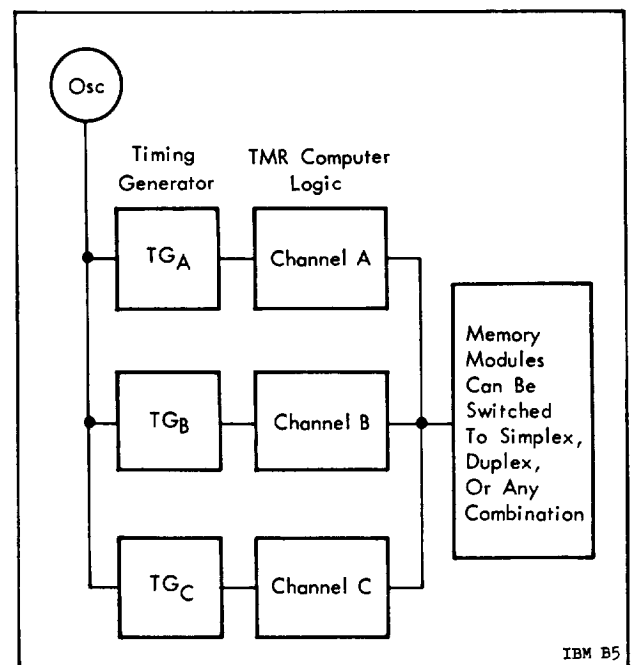 Osc
Timing
Generator
TMR Computer
Logic
TGA
Channel A
TGB
Channel B
TGC
Channel C
Memory
Modules
Can Be
Switched
To Simplex,
Duplex,
Or Any
Combination
IBM B5